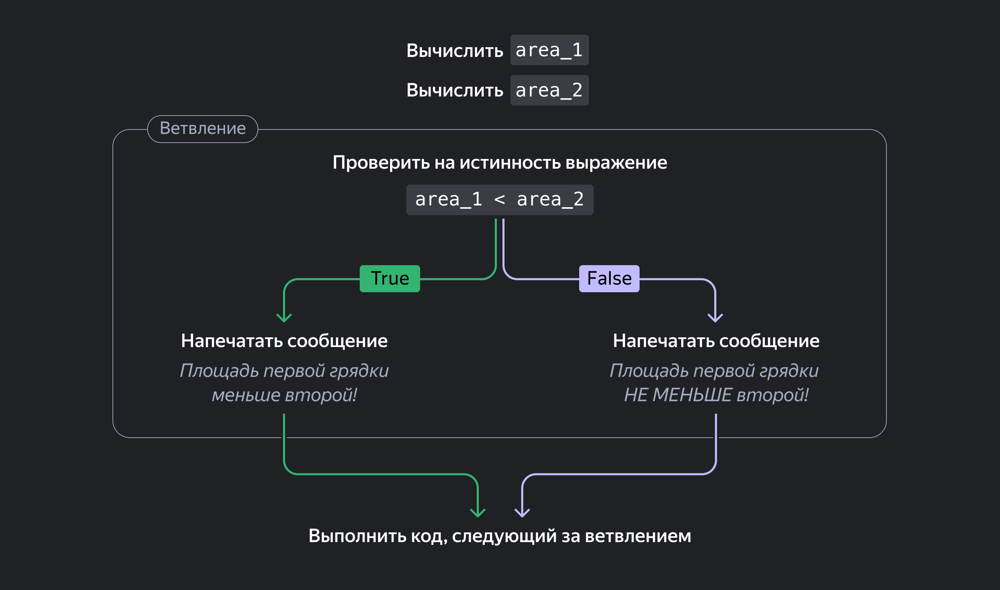 Вычислить area_1
Вычислить area_2
Ветвление
Проверить на истинность выражение
area_1 < area_2
True
False
Напечатать сообщение
Площадь первой грядки
меньше второй!
Напечатать сообщение
Площадь первой грядки
НЕ МЕНЬШЕ второй!
Выполнить код, следующий за ветвлением